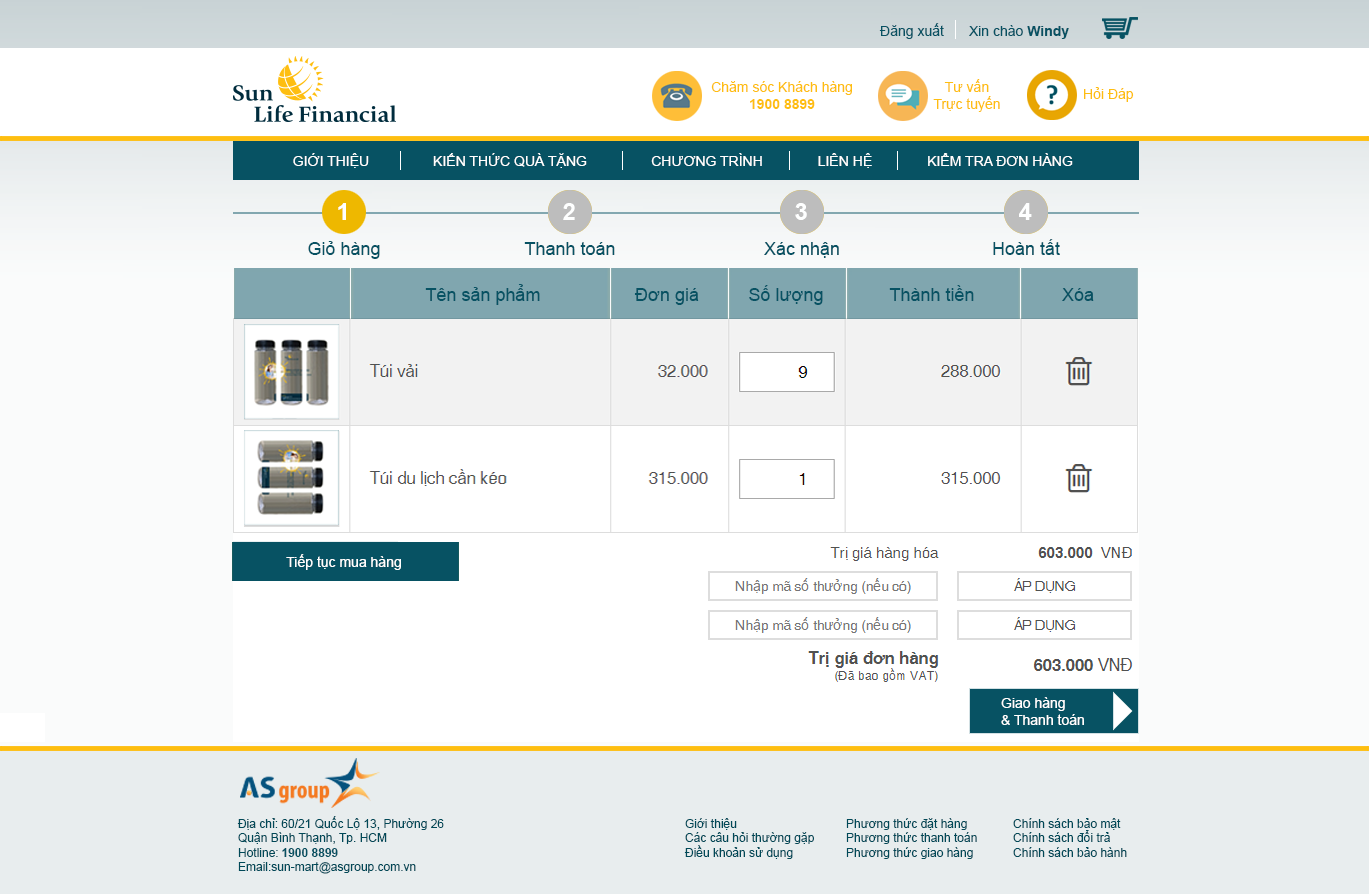 Đăng xuất
Xin chào Windy
Sun
Life Financial
Chăm sóc Khách hàng
1900 8899
Tư vấn
Trực tuyến
?
Hỏi Đáp
GIỚI THIỆU
KIẾN THỨC QUÀ TẶNG
CHƯƠNG TRÌNH
LIÊN HỆ
KIỂM TRA ĐƠN HÀNG
1
2
3
4
Giỏ hàng
Thanh toán
Xác nhận
Hoàn tất
Tên sản phẩm
Đơn giá
Số lượng
Thành tiền
Xóa
Túi vải
32.000
9
288.000
Túi du lịch cần kéo
315.000
1
315.000
Tiếp tục mua hàng
Trị giá hàng hóa
603.000 VNĐ
Nhập mã số thưởng (nếu có)
ÁP DỤNG
Nhập mã số thưởng (nếu có)
ÁP DỤNG
Trị giá đơn hàng
603.000 VNĐ
(Đã bao gồm VAT)
Giao hàng
& Thanh toán
AS group
Địa chỉ: 60/21 Quốc Lộ 13, Phường 26
Quận Bình Thạnh, Tp. HCM
Hotline: 1900 8899
Email:sun-mart@asgroup.com.vn
Giới thiệu
Các câu hỏi thường gặp
Điều khoản sử dụng
Phương thức đặt hàng
Phương thức thanh toán
Phương thức giao hàng
Chính sách bảo mật
Chính sách đổi trả
Chính sách bảo hành